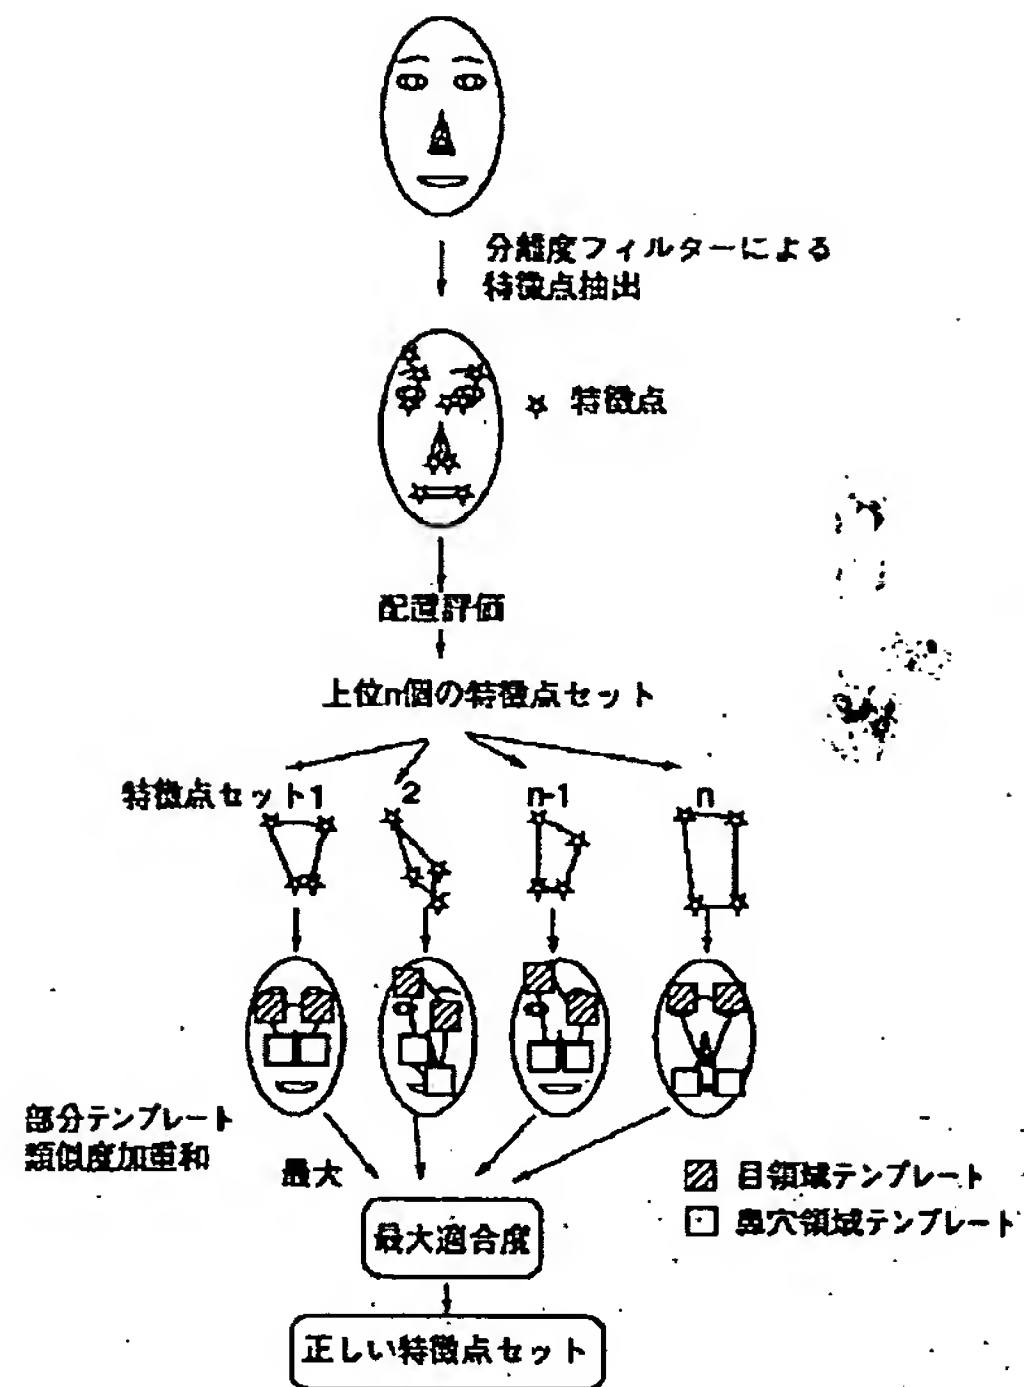 分離度フィルターによる
特徴点抽出
特徴点
配置評価
上位n個の特徴点セット
特徴点セット1
2
n-1
n
部分テンプレート
類似度加重和
最大
目領域テンプレート
鼻穴領域テンプレート
最大適合度
正しい特徴点セット